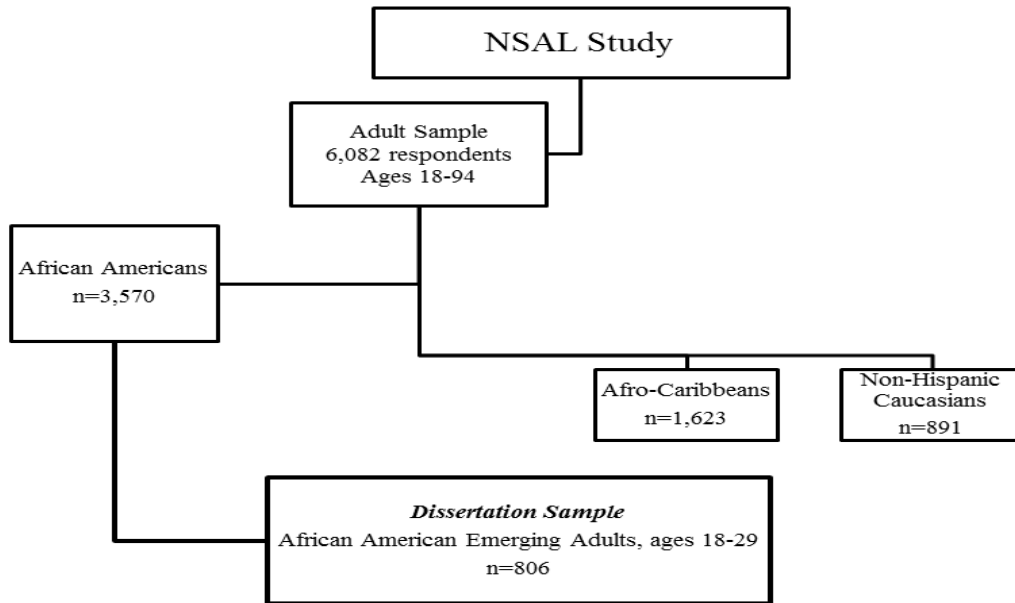 NSAL Study
Adult Sample
6,082 respondents
Ages 18-94
African Americans
n=3,570
Afro-Caribbeans
n=1,623
Non-Hispanic
Caucasians
n=891
Dissertation Sample
African American Emerging Adults, ages 18-29
n=806